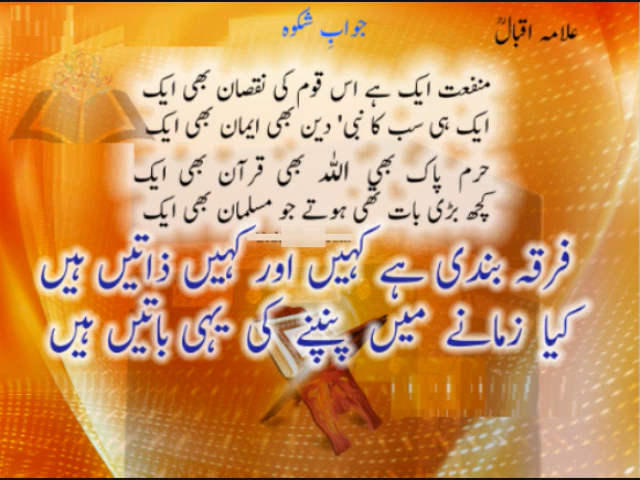 علامہ اقبالؒ
جوابِ شکوہ
منفعت ایک ہے اس قوم کی نقصان بھی ایک
ایک ہی سب کا نبی' دین بھی ایمان بھی ایک
حرم پاک بھی اللہ بھی قرآن بھی ایک
کچھ بڑی بات تھی ہوتے جو مسلمان بھی ایک
فرقہ بندی ہے کہیں اور کہیں ذاتیں ہیں
کیا زمانے میں پنپنے کی یہی باتیں ہیں